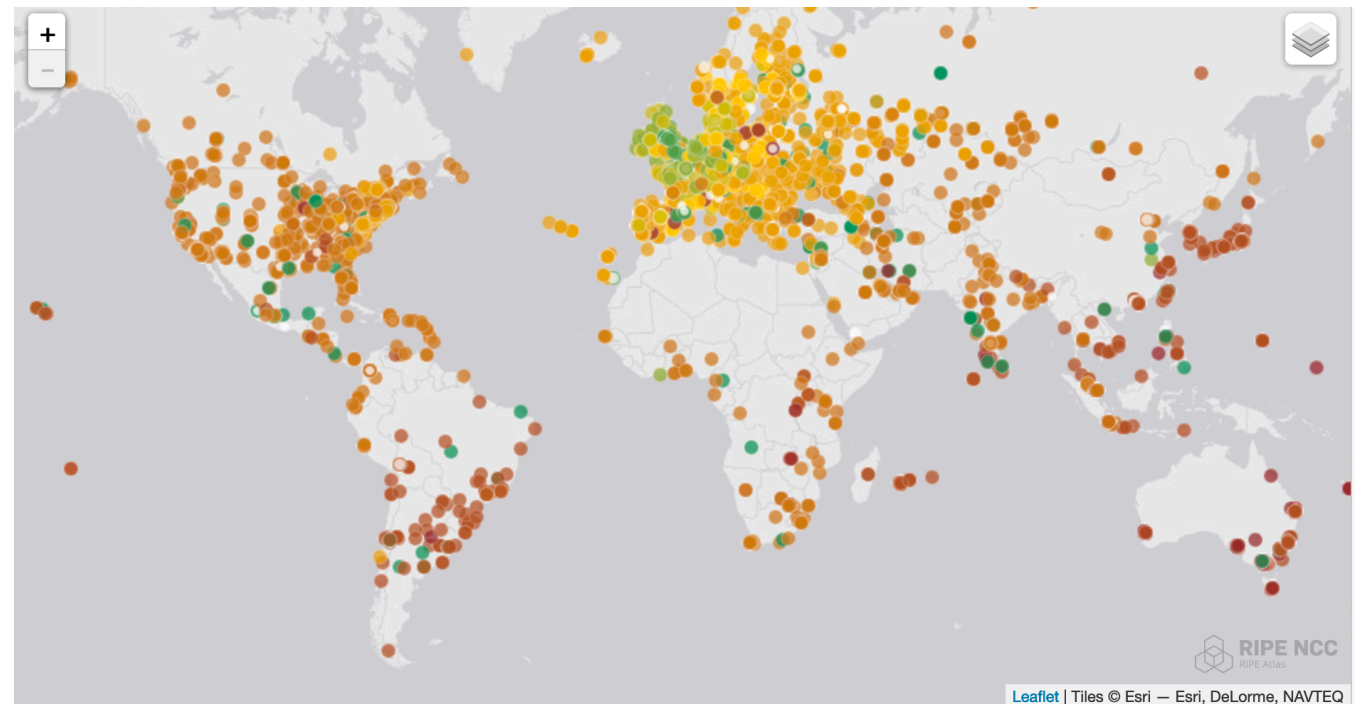 +
−
RIPE NCC
RIPE Atlas
Leaflet | Tiles © Esri — Esri, DeLorme, NAVTEQ